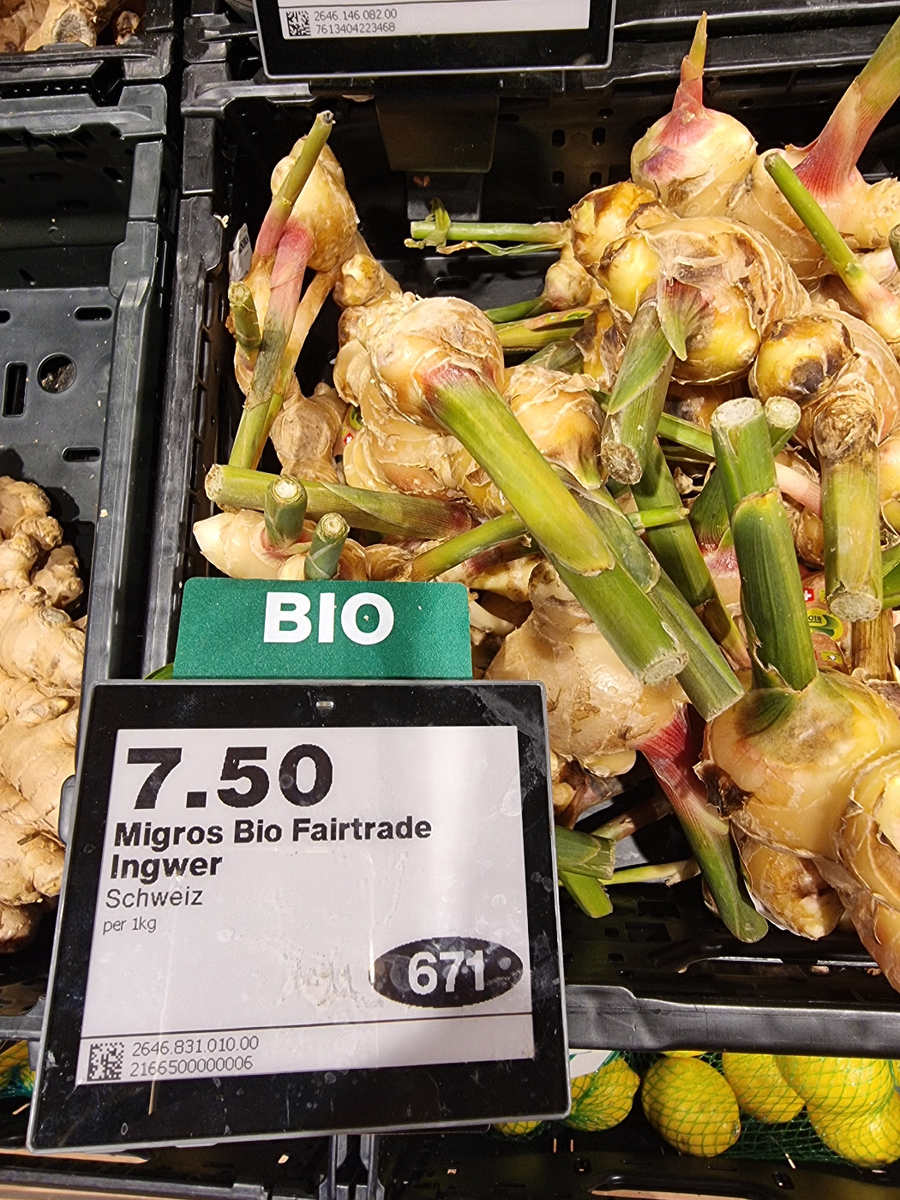 2646.146.082.00
7613404223468
BIO
7.50
Migros Bio Fairtrade
Ingwer
Schweiz
per 1kg
671
2646.831.010.00
2166500000006
BIO